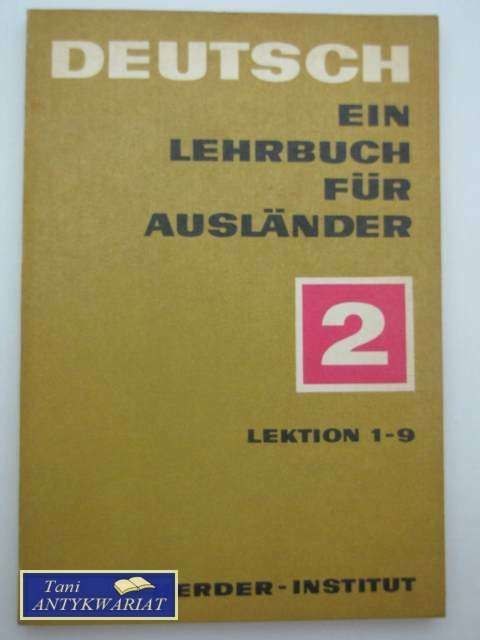 DEUTSCH
EIN
LEHRBUCH
FÜR
AUSLÄNDER
2
LEKTION 1-9
ERDER-INSTITUT
Tani
ANTYKWARIAT